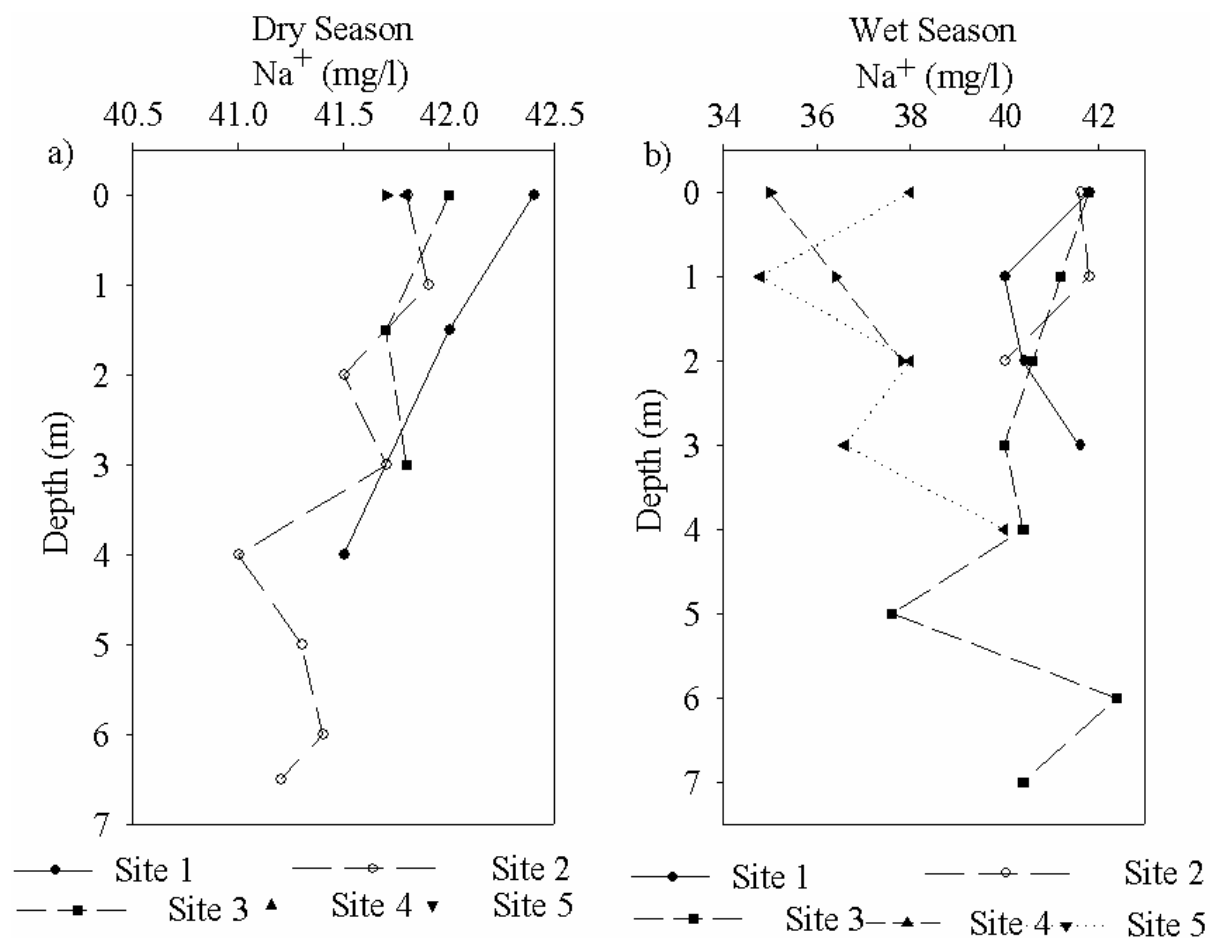 Dry Season
Na+ (mg/l)
40.5 41.0 41.5 42.0 42.5
a)
0
1
2
3
4
5
6
7
Depth (m)
Site 1 Site 2
Site 3 Site 4 Site 5
Wet Season
Na+ (mg/l)
34 36 38 40 42
b)
0
1
2
3
4
5
6
7
Depth (m)
Site 1 Site 2
Site 3 Site 4 Site 5